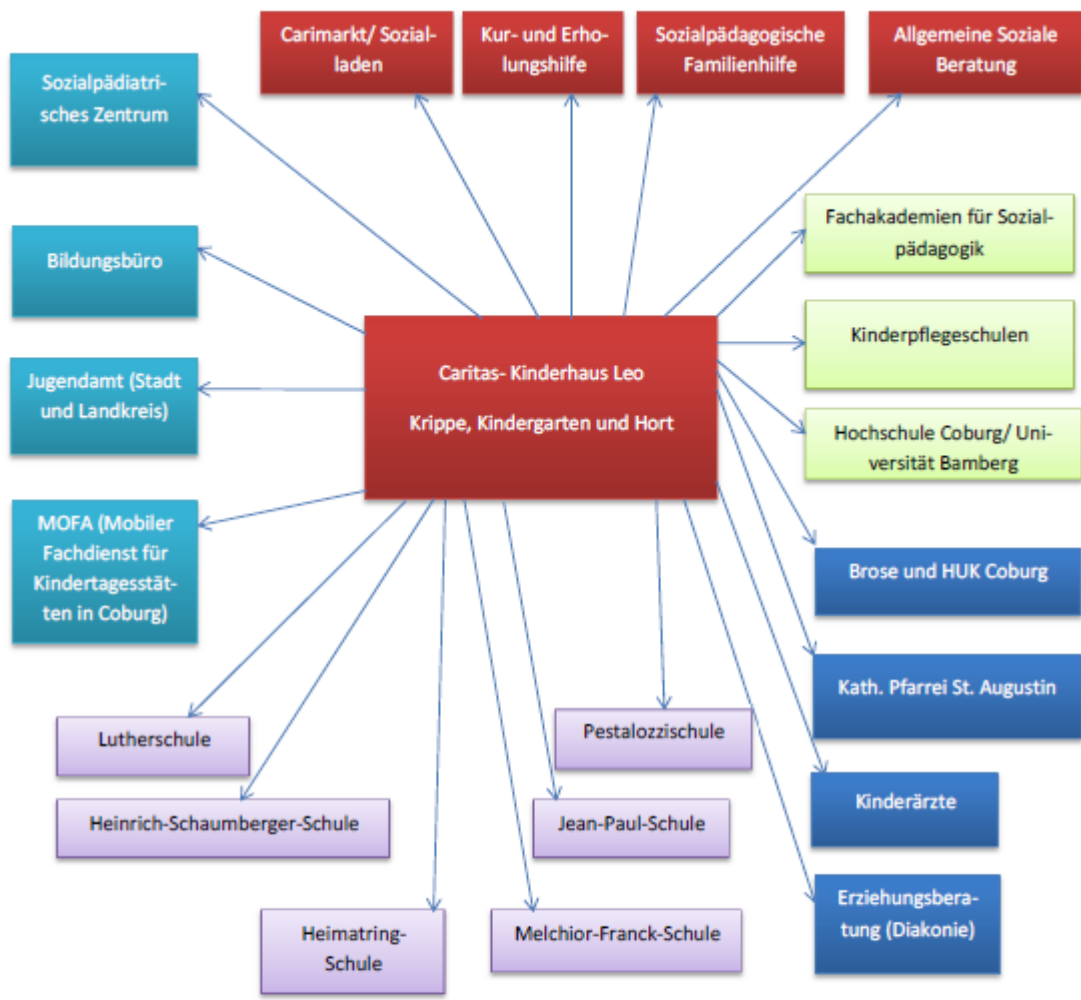 Carimarkt/ Sozial-
laden
Kur- und Erho-
lungshilfe
Sozialpädagogische
Familienhilfe
Allgemeine Soziale
Beratung
Sozialpädiatri-
sches Zentrum
Bildungsbüro
Jugendamt (Stadt
und Landkreis)
MOFA (Mobiler
Fachdienst für
Kindertagesstät-
ten in Coburg)
Caritas- Kinderhaus Leo
Krippe, Kindergarten und Hort
Fachakademien für Sozial-
pädagogik
Kinderpflegeschulen
Hochschule Coburg/ Uni-
versität Bamberg
Brose und HUK Coburg
Kath. Pfarrei St. Augustin
Kinderärzte
Erziehungsbera-
tung (Diakonie)
Lutherschule
Heinrich-Schaumberger-Schule
Heimatring-
Schule
Pestalozzischule
Jean-Paul-Schule
Melchior-Franck-Schule